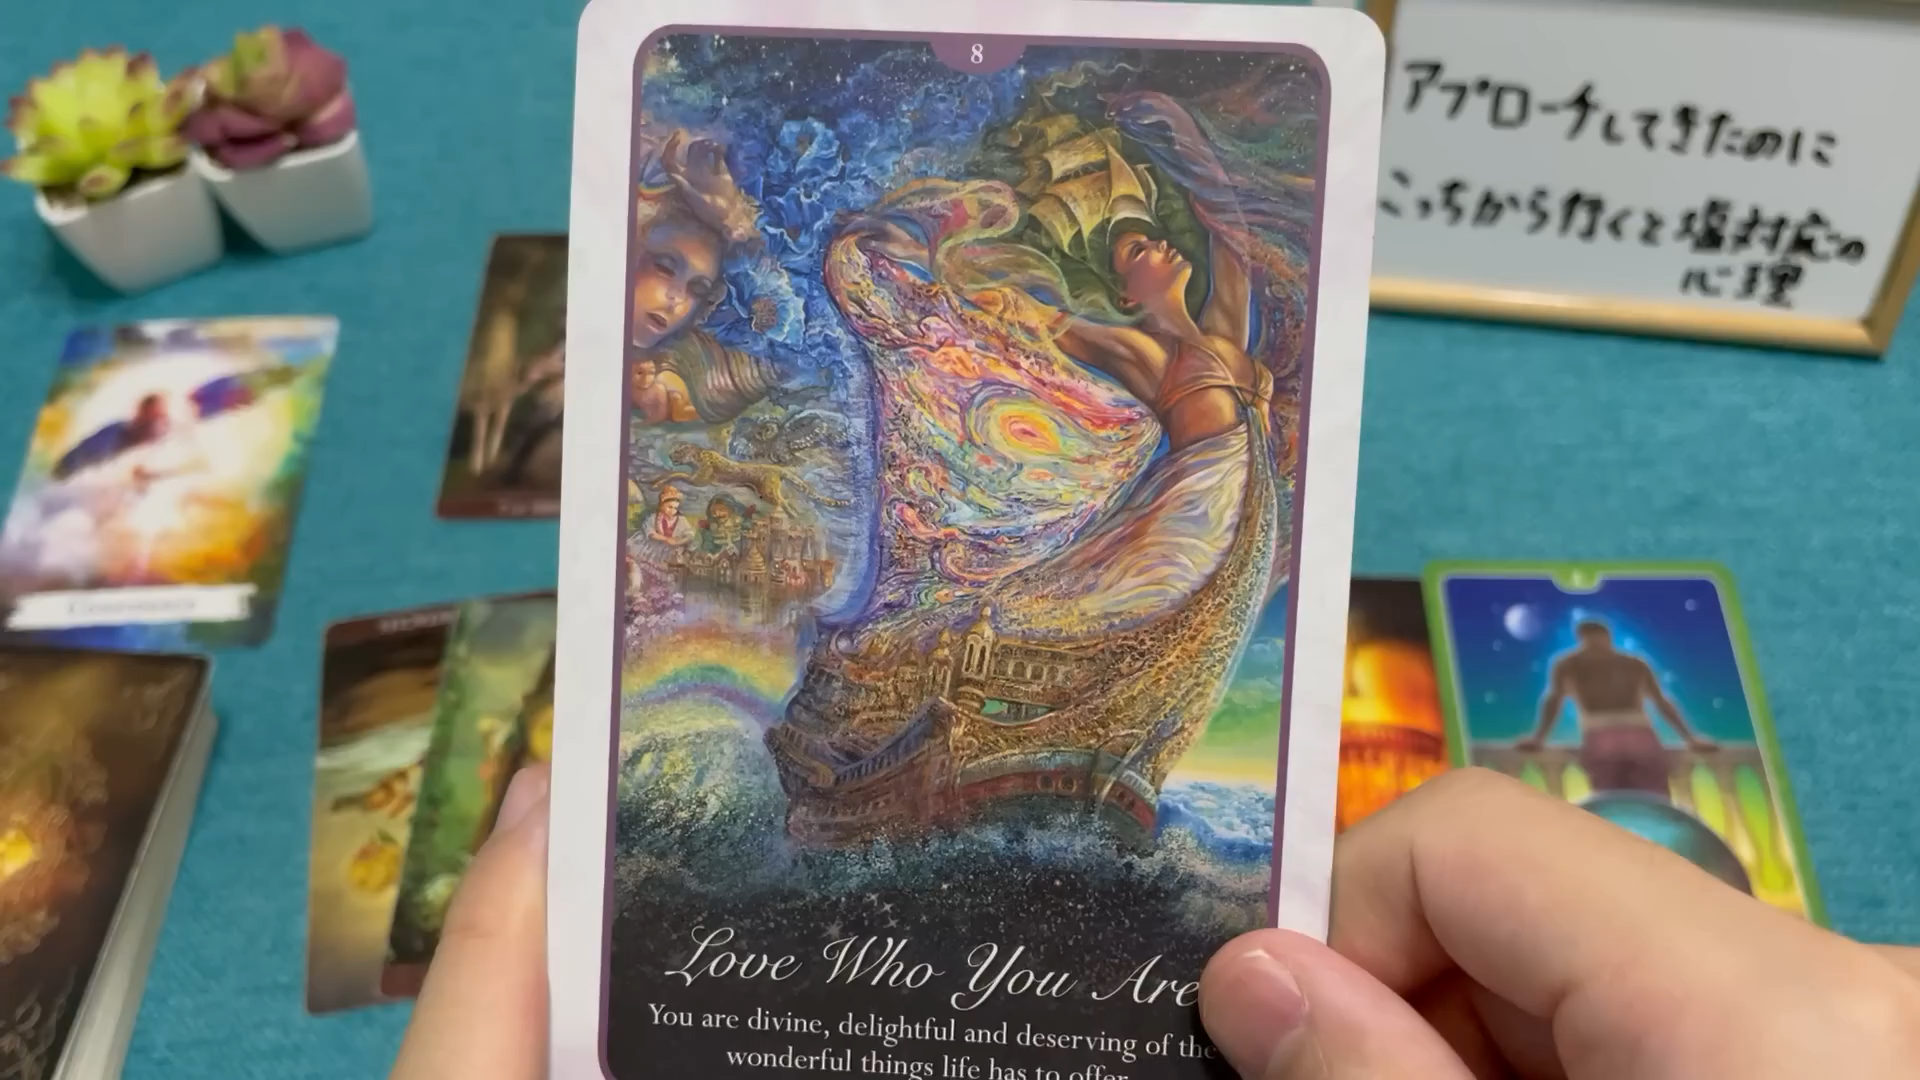 8
アプローチしてきたのに
こっちから行くと塩対応の
心理
Love Who You Are
You are divine, delightful and deserving of the
wonderful things life has to offer